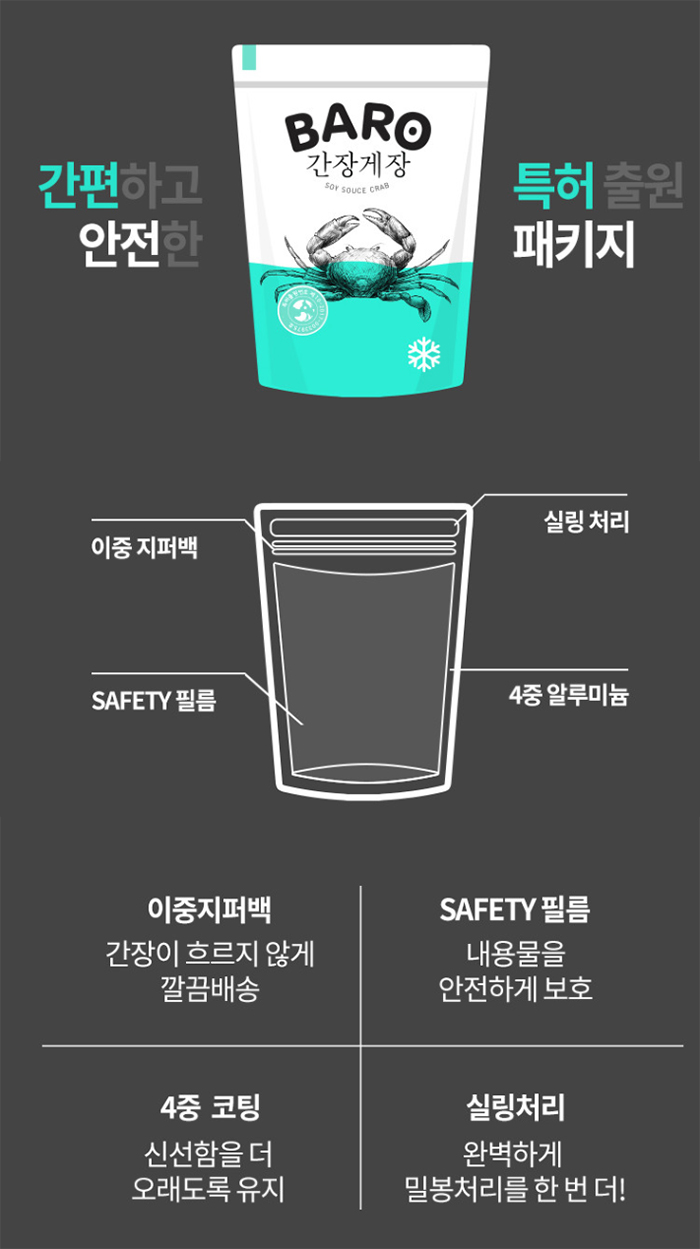 BARO
간장게장
SOY SOUCE CRAB
간편하고
안전한
특허 출원
패키지
이중 지퍼백
실링 처리
SAFETY 필름
4중 알루미늄
이중지퍼백
간장이 흐르지 않게
깔끔배송
SAFETY 필름
내용물을
안전하게 보호
4중 코팅
신선함을 더
오래도록 유지
실링처리
완벽하게
밀봉처리를 한 번 더!